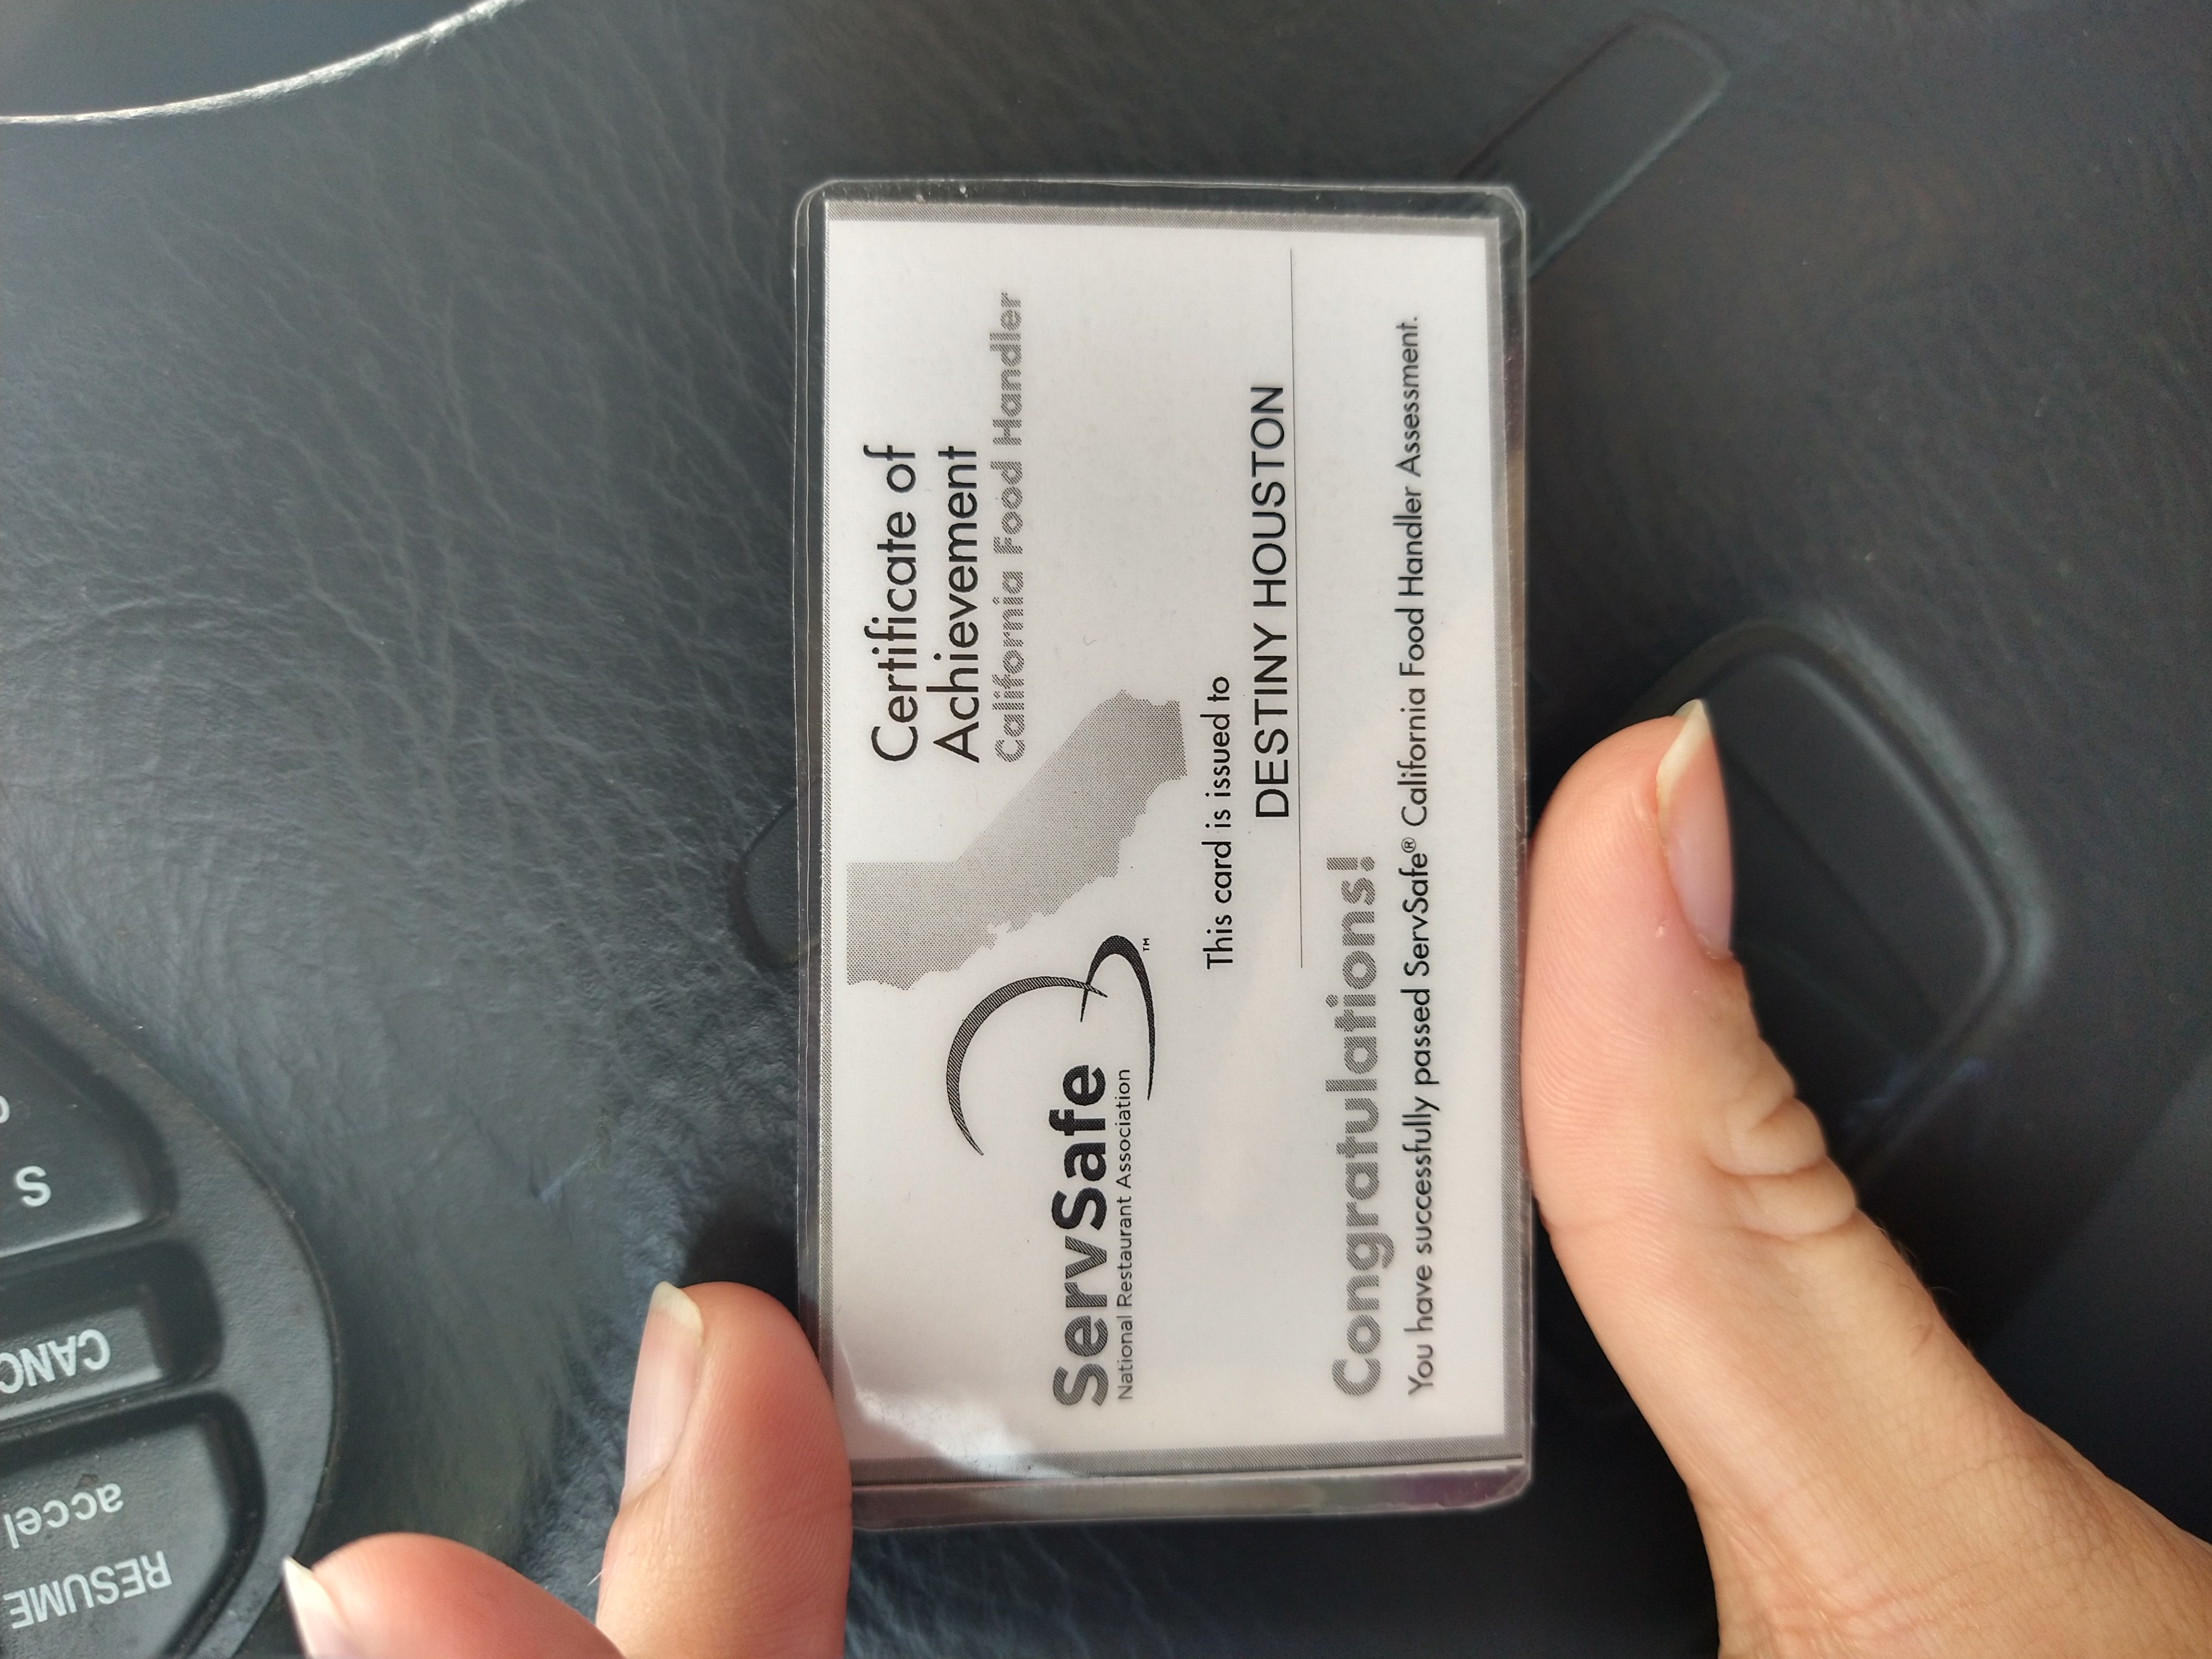 Certificate of
Achievement
California Food Handler
ServSafe™
National Restaurant Association
This card is issued to
DESTINY HOUSTON
Congratulations!
You have successfully passed ServSafe® California Food Handler Assessment.
S
CANC
accel
RESUME